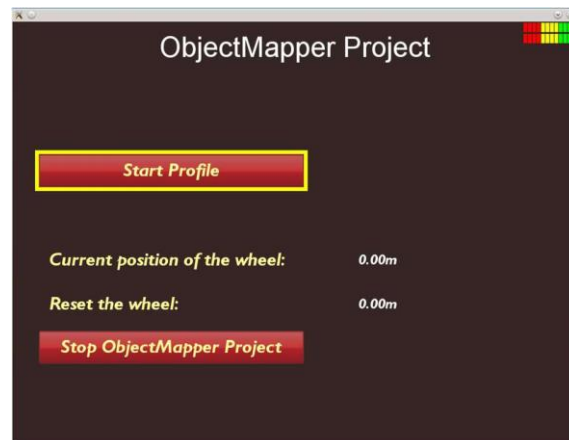 ObjectMapper Project
Start Profile
Current position of the wheel: 0.00m
Reset the wheel: 0.00m
Stop ObjectMapper Project